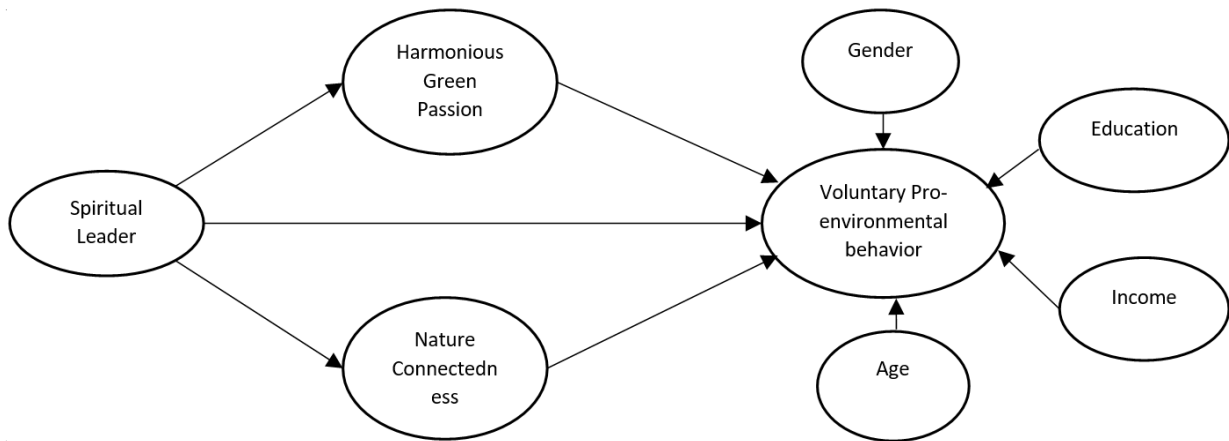 Harmonious
Green
Passion
Gender
Education
Spiritual
Leader
Voluntary Pro-
environmental
behavior
Income
Nature
Connectedn
ess
Age